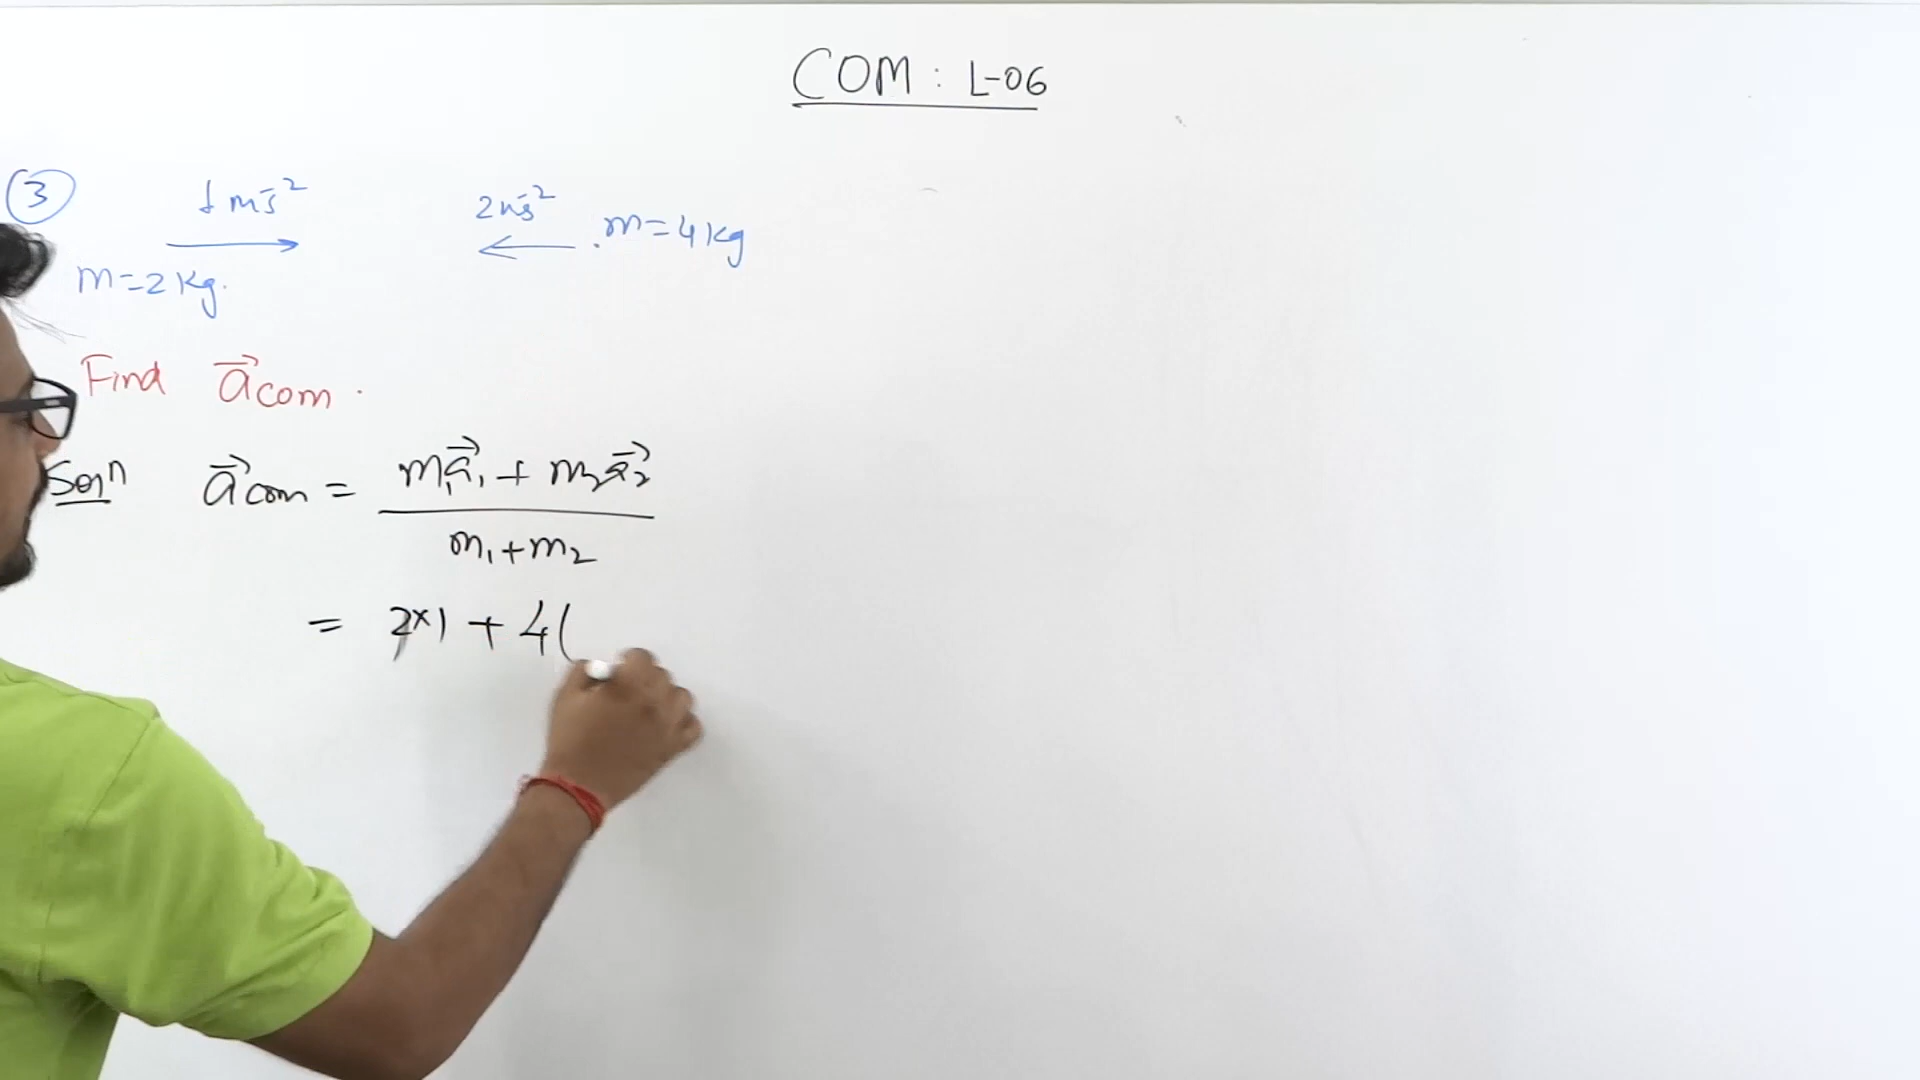 COM : L-06
3
1 ms⁻²
2 ms⁻²
m=4 kg
m=2 kg.
Find a⃗com.
Solⁿ a⃗com = m₁a⃗₁ + m₂a⃗₂
m₁+m₂
= 2×1 + 4(